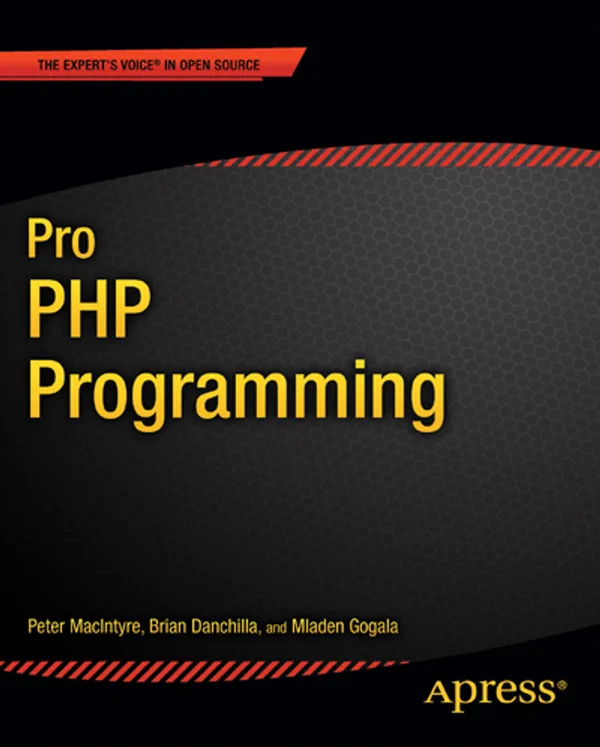 THE EXPERT'S VOICE® IN OPEN SOURCE
Pro
PHP
Programming
Peter MacIntyre, Brian Danchilla, and Mladen Gogala
Apress®